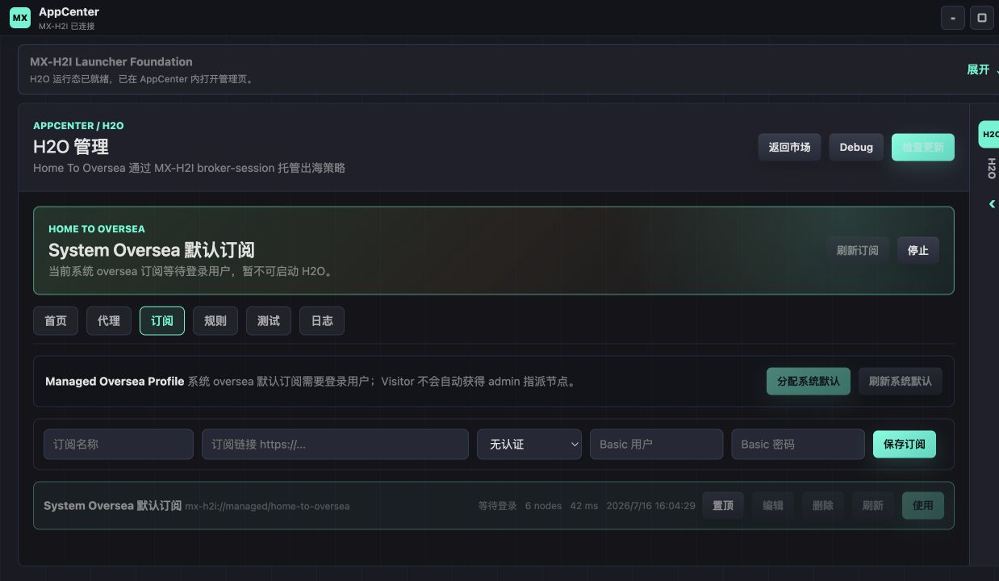 MX
AppCenter
MX-H2I 已连接
-
MX-H2I Launcher Foundation
H2O 运行态已就绪，已在 AppCenter 内打开管理页。
展开
APPCENTER / H2O
H2O 管理
Home To Oversea 通过 MX-H2I broker-session 托管出海策略
返回市场
Debug
检查更新
H2O
H2O
HOME TO OVERSEA
System Oversea 默认订阅
当前系统 oversea 订阅等待登录用户，暂不可启动 H2O。
刷新订阅
停止
首页
代理
订阅
规则
测试
日志
Managed Oversea Profile 系统 oversea 默认订阅需要登录用户；Visitor 不会自动获得 admin 指派节点。
分配系统默认
刷新系统默认
订阅名称
订阅链接 https://...
无认证
Basic 用户
Basic 密码
保存订阅
System Oversea 默认订阅 mx-h2i://managed/home-to-oversea
等待登录
6 nodes
42 ms
2026/7/16 16:04:29
置顶
编辑
删除
刷新
使用